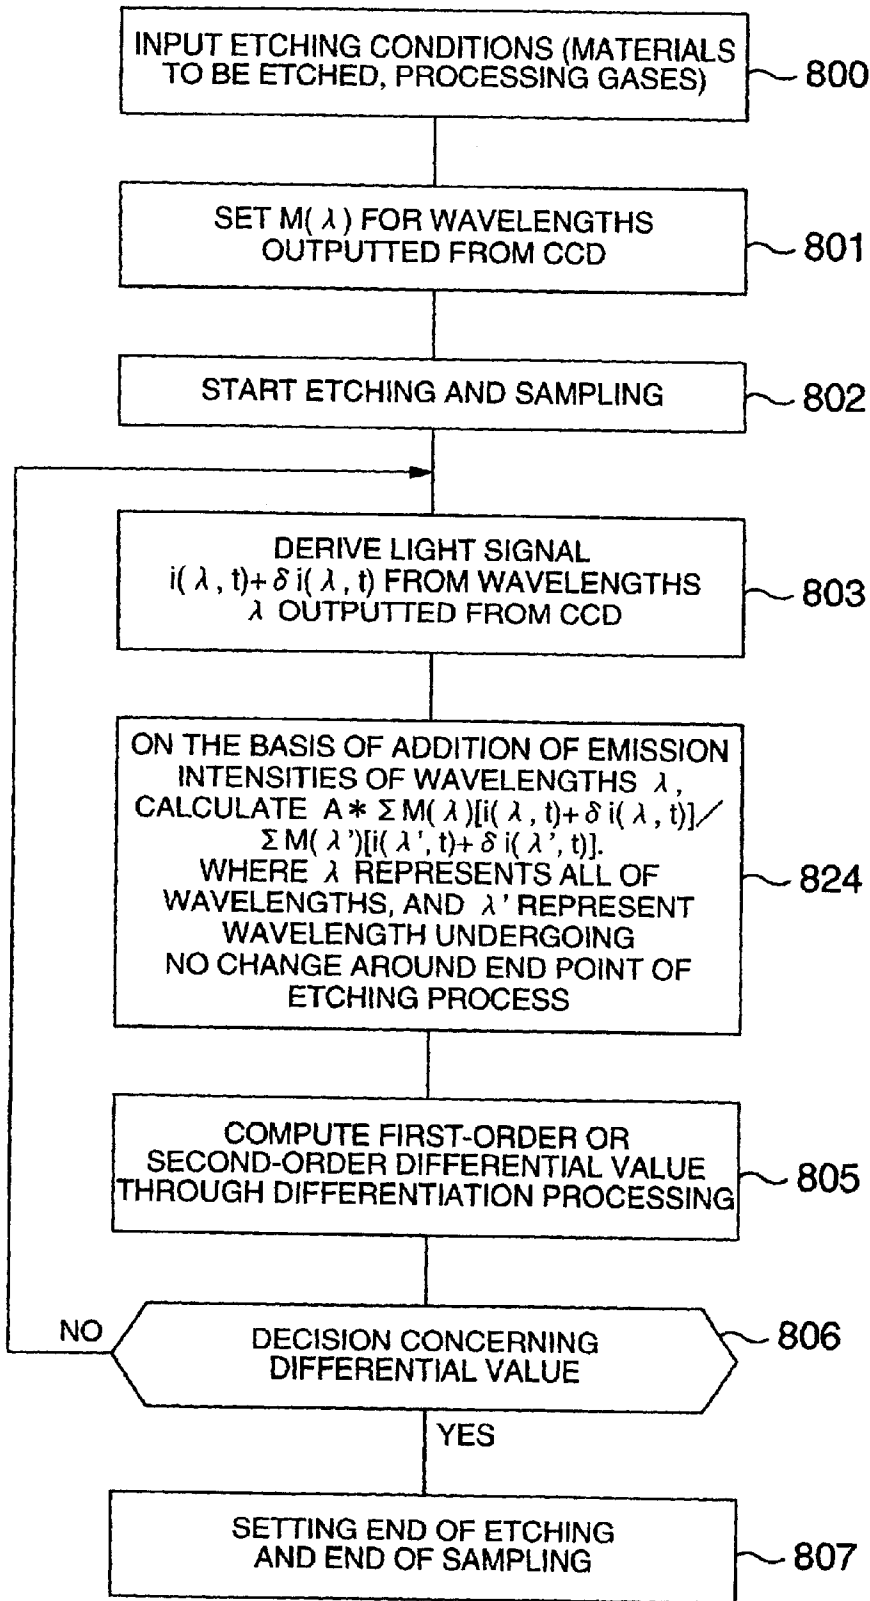 INPUT ETCHING CONDITIONS (MATERIALS
TO BE ETCHED, PROCESSING GASES)
800
SET M(λ) FOR WAVELENGTHS
OUTPUTTED FROM CCD
801
START ETCHING AND SAMPLING
802
DERIVE LIGHT SIGNAL
i(λ, t)+δi(λ, t) FROM WAVELENGTHS
λ OUTPUTTED FROM CCD
803
ON THE BASIS OF ADDITION OF EMISSION
INTENSITIES OF WAVELENGTHS λ,
CALCULATE A*ΣM(λ)[i(λ, t)+δi(λ, t)]/
ΣM(λ')[i(λ', t)+δi(λ', t)].
WHERE λ REPRESENTS ALL OF
WAVELENGTHS, AND λ' REPRESENT
WAVELENGTH UNDERGOING
NO CHANGE AROUND END POINT OF
ETCHING PROCESS
824
COMPUTE FIRST-ORDER OR
SECOND-ORDER DIFFERENTIAL VALUE
THROUGH DIFFERENTIATION PROCESSING
805
NO
DECISION CONCERNING
DIFFERENTIAL VALUE
806
YES
SETTING END OF ETCHING
AND END OF SAMPLING
807